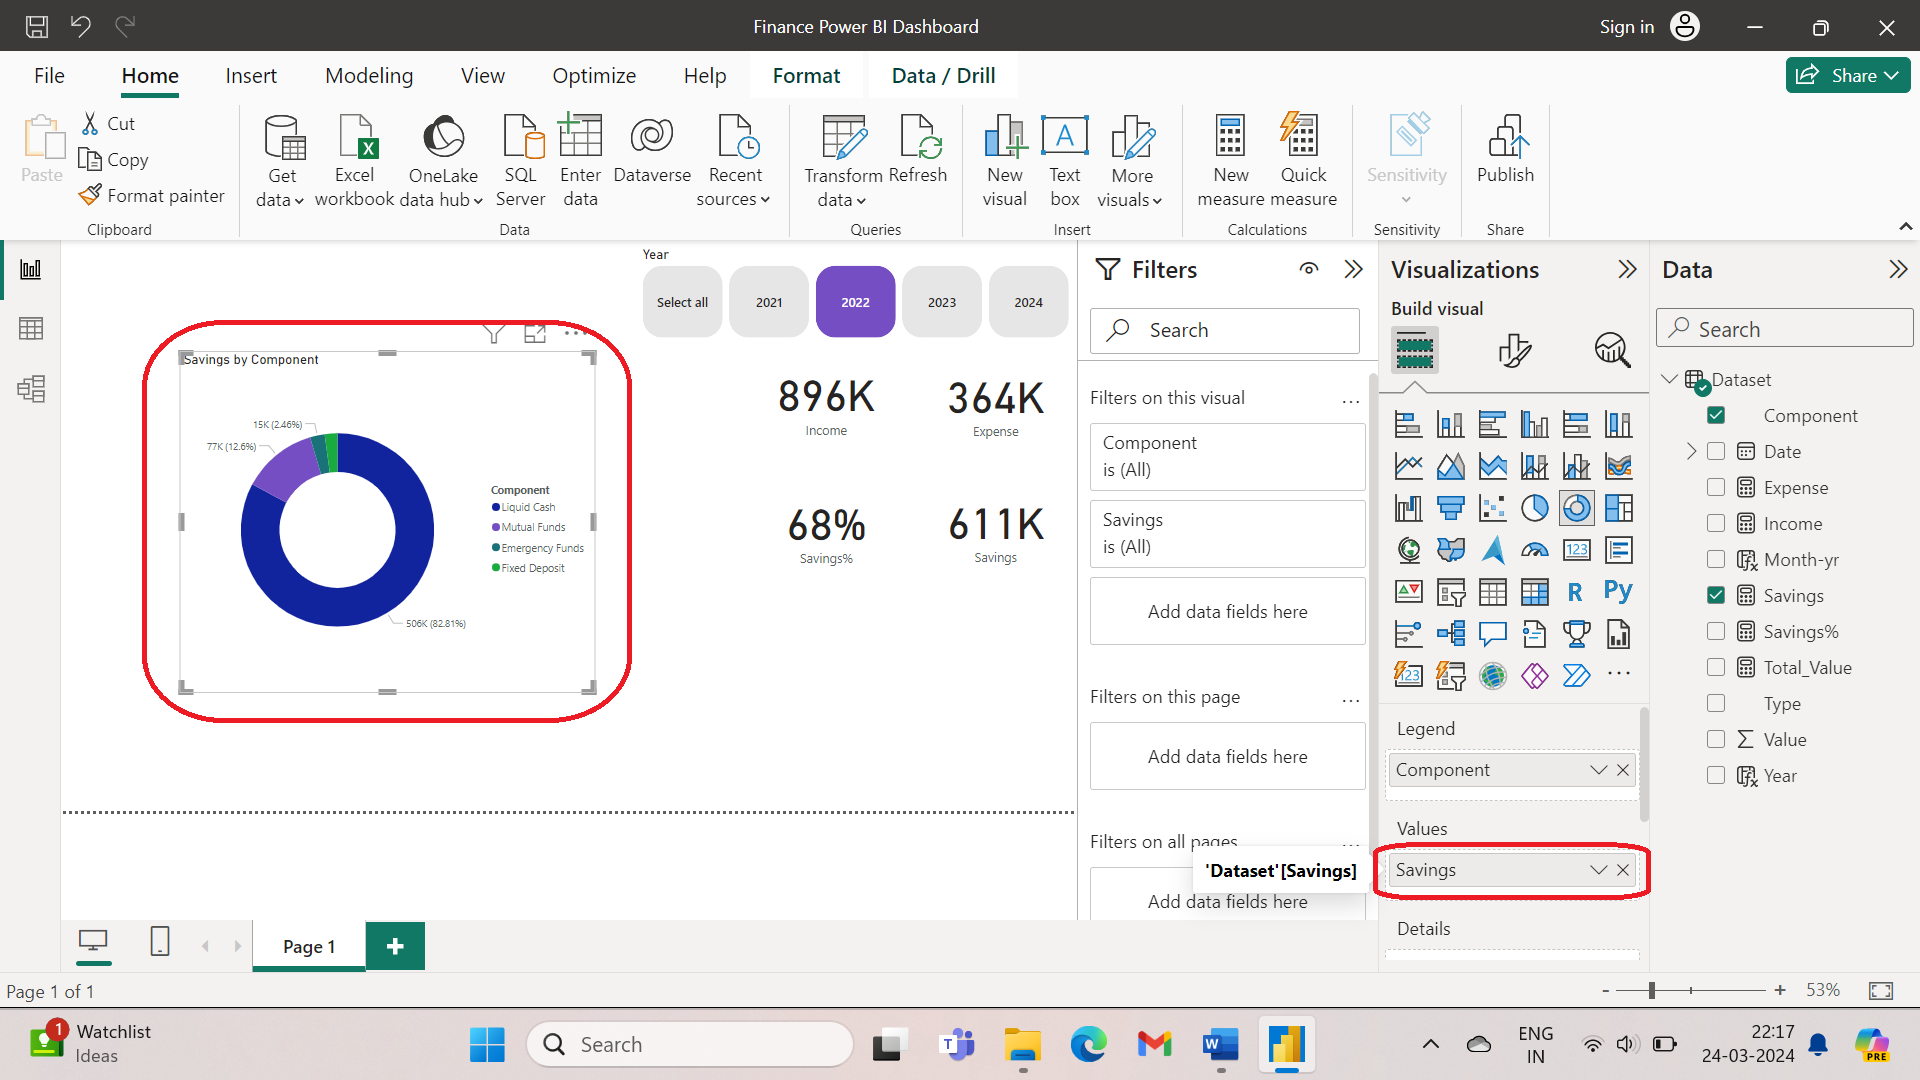 Finance Power BI Dashboard
Sign in
File
Home
Insert
Modeling
View
Optimize
Help
Format
Data / Drill
Share
Paste
Cut
Copy
Format painter
Clipboard
Get data
Excel workbook
OneLake data hub
SQL Server
Enter data
Dataverse
Recent sources
Data
Transform data
Refresh
Queries
New visual
Text box
More visuals
Insert
New measure
Quick measure
Calculations
Sensitivity
Sensitivity
Publish
Share
Year
Select all
2021
2022
2023
2024
Savings by Component
15K (2.46%)
77K (12.6%)
506K (82.81%)
Component
Liquid Cash
Mutual Funds
Emergency Funds
Fixed Deposit
896K
Income
364K
Expense
68%
Savings%
611K
Savings
Filters
Search
Filters on this visual
...
Component
is (All)
Savings
is (All)
Add data fields here
Filters on this page
...
Add data fields here
Filters on all pages
'Dataset'[Savings]
Add data fields here
Visualizations
Build visual
123
R
Py
123
...
Legend
Component
Values
Savings
Details
Data
Search
Dataset
Component
Date
Expense
Income
Month-yr
Savings
Savings%
Total_Value
Type
Value
Year
Page 1
Page 1 of 1
- + 53%
1
Watchlist
Ideas
Search
ENG
IN
22:17
24-03-2024
PRE